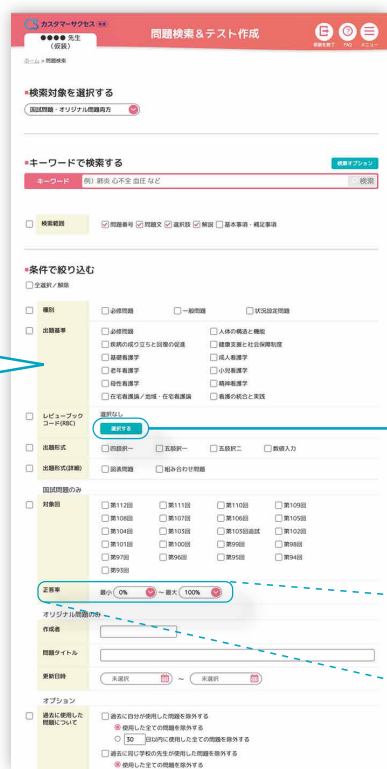 CS カスタマーサクセス
●●●● 先生
(仮装)
問題検索&テスト作成
仮装を終了 FAQ メニュー
ホーム » 問題検索
検索対象を選択する
国試問題・オリジナル問題両方
キーワードで検索する
検索オプション
キーワード 例) 肺炎 心不全 血圧 など 検索
検索範囲 問題番号 問題文 選択肢 解説 基本事項・補足事項
条件で絞り込む
全選択/解除
種別 必修問題 一般問題 状況設定問題
出題基準 必修問題 人体の構造と機能
疾病の成り立ちと回復の促進 健康支援と社会保障制度
基礎看護学 成人看護学
老年看護学 小児看護学
母性看護学 精神看護学
在宅看護論/地域・在宅看護論 看護の統合と実践
レビューブック 選択なし
コード(RBC) 選択する
出題形式 四肢択一 五肢択一 五肢択二 数値入力
出題形式(詳細) 図表問題 組み合わせ問題
国試問題のみ
対象回 第112回 第111回 第110回 第109回
第108回 第107回 第106回 第105回
第104回 第103回 第103回追試 第102回
第101回 第100回 第99回 第98回
第97回 第96回 第95回 第94回
第93回
正答率 最小 0% ~ 最大 100%
オリジナル問題のみ
作成者
問題タイトル
更新日時 未選択 ~ 未選択
オプション
過去に使用した 過去に自分が使用した問題を除外する
問題について 使用した全ての問題を除外する
30 日以内に使用した全ての問題を除外する
過去に同じ学校の先生が使用した問題を除外する
使用した全ての問題を除外する